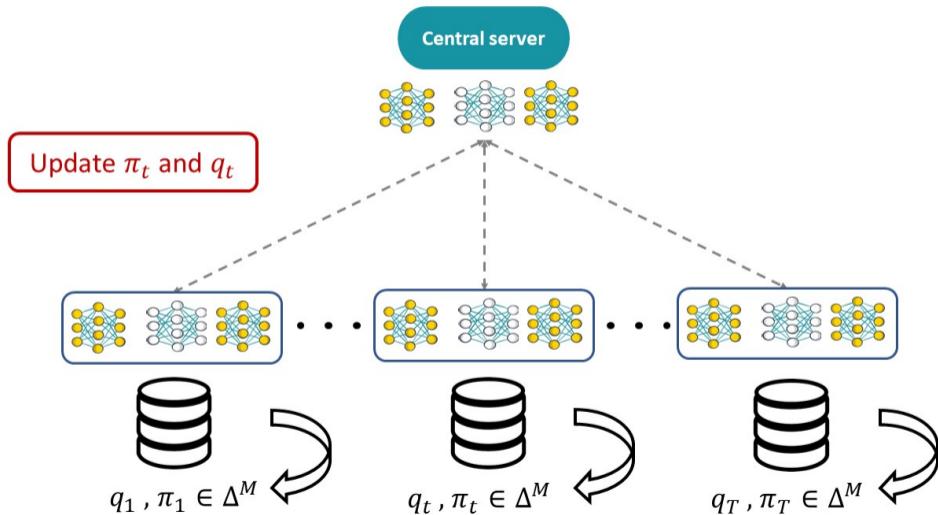 Central server
Update π_t and q_t
. . .
. . .
q_1 , π_1 ∈ Δ^M
q_t , π_t ∈ Δ^M
q_T , π_T ∈ Δ^M